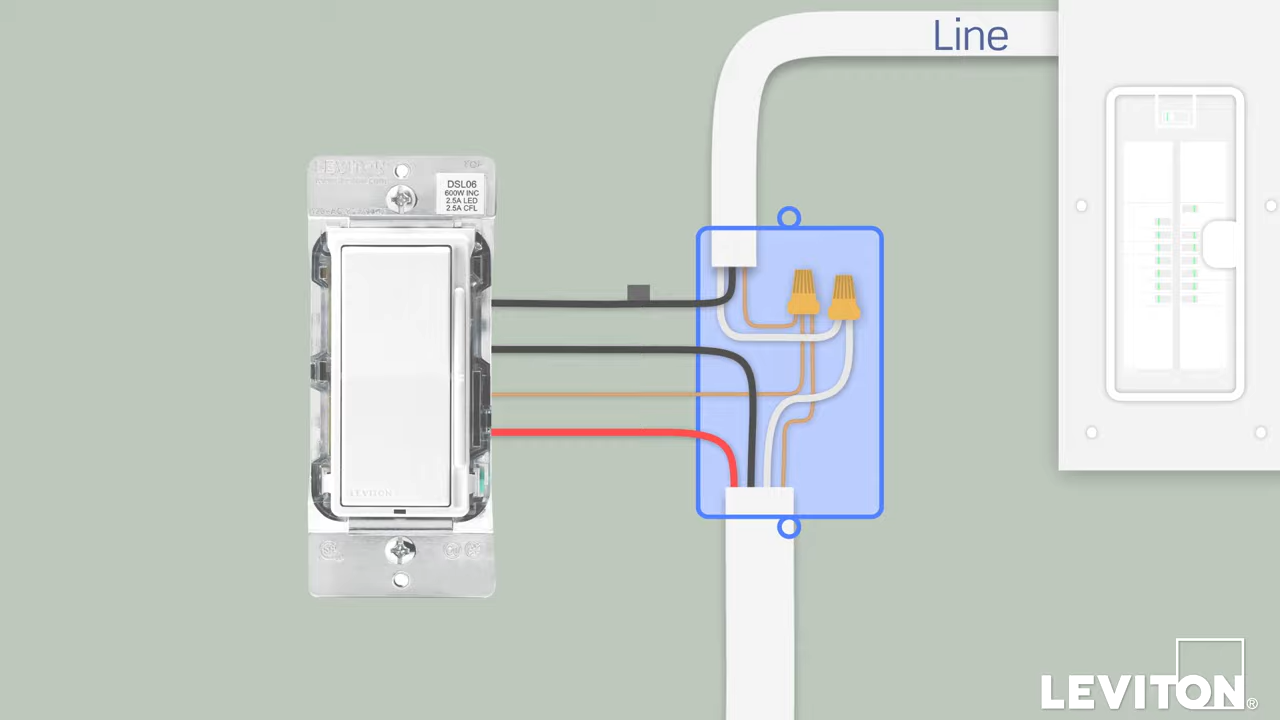 Line
LEVITON
TOP
DSL06
600W INC
2.5A LED
2.5A CFL
LEVITON
LEVITON®